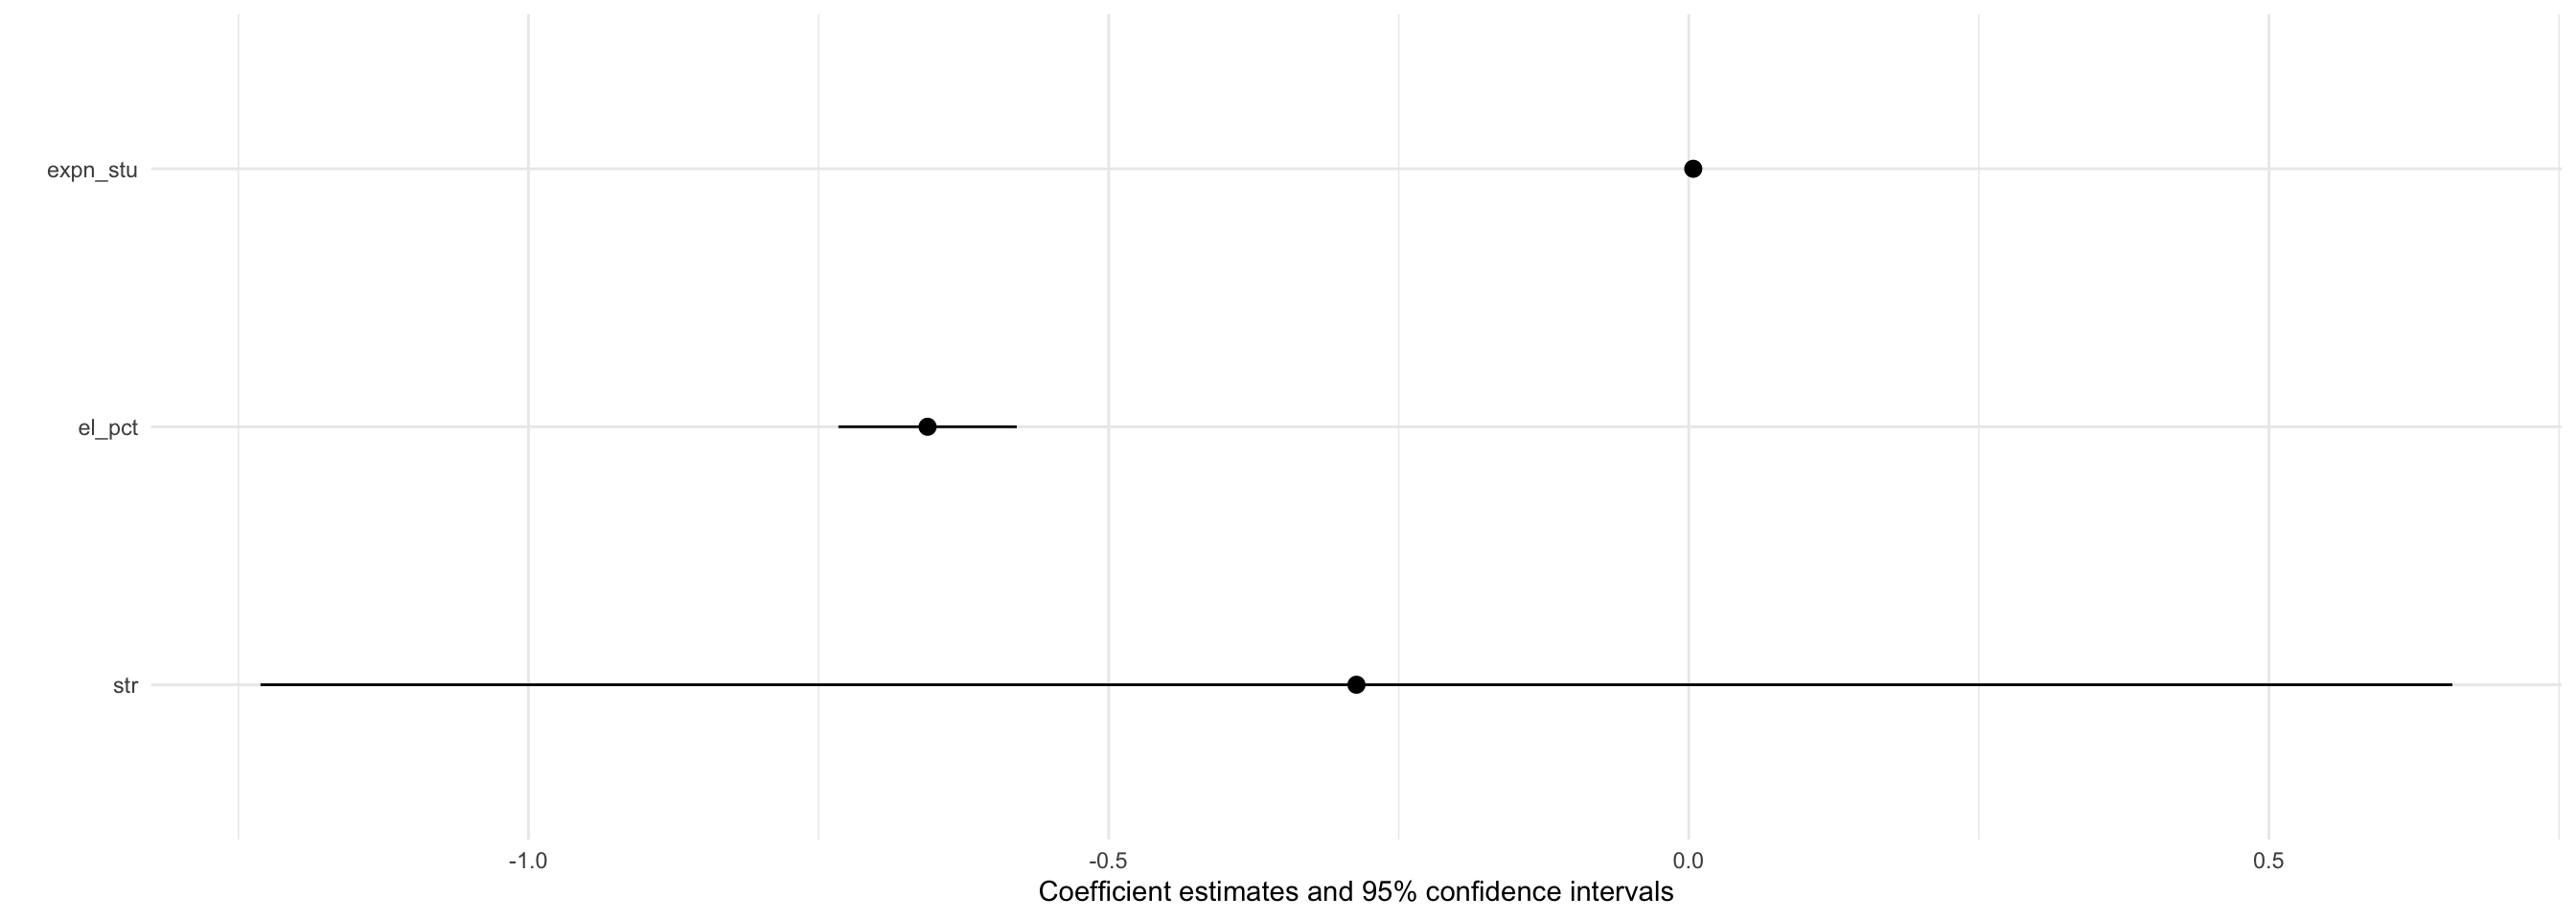 expn_stu
el_pct
str
-1.0 -0.5 0.0 0.5
Coefficient estimates and 95% confidence intervals